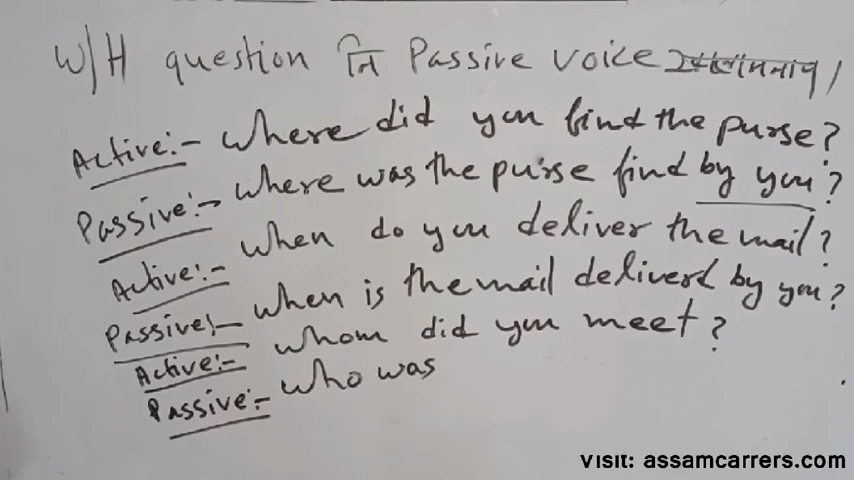 W/H question কি Passive voice
Active:- where did you find the purse?
Passive:- where was the purse find by you?
Active:- when do you deliver the mail?
Passive:- when is the mail deliverd by you?
Active:- whom did you meet?
Passive:- who was
visit: assamcarrers.com